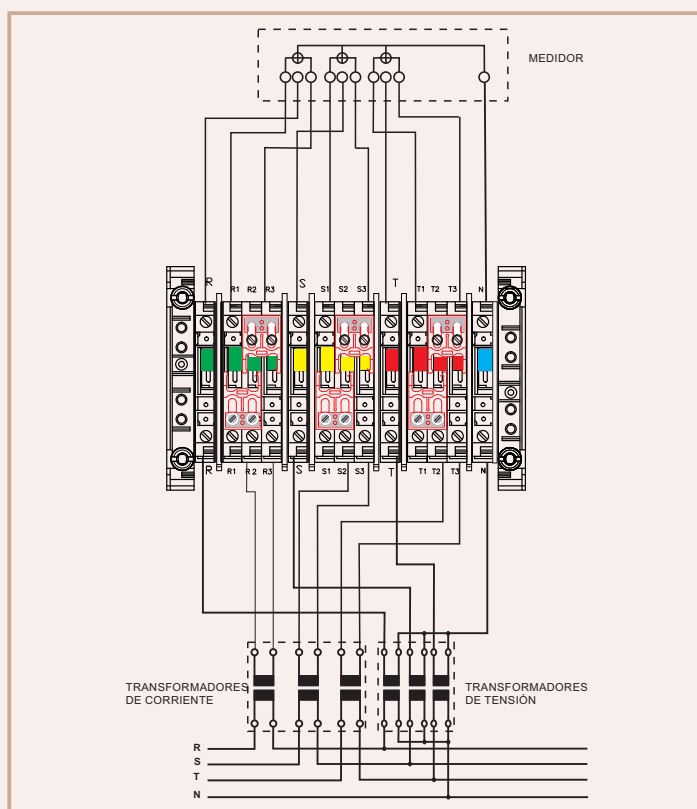 MEDIDOR
R R1 R2 R3 S S1 S2 S3 T T1 T2 T3 N
R R1 R2 R3 S S1 S2 S3 T T1 T2 T3 N
TRANSFORMADORES
DE CORRIENTE
TRANSFORMADORES
DE TENSIÓN
R
S
T
N